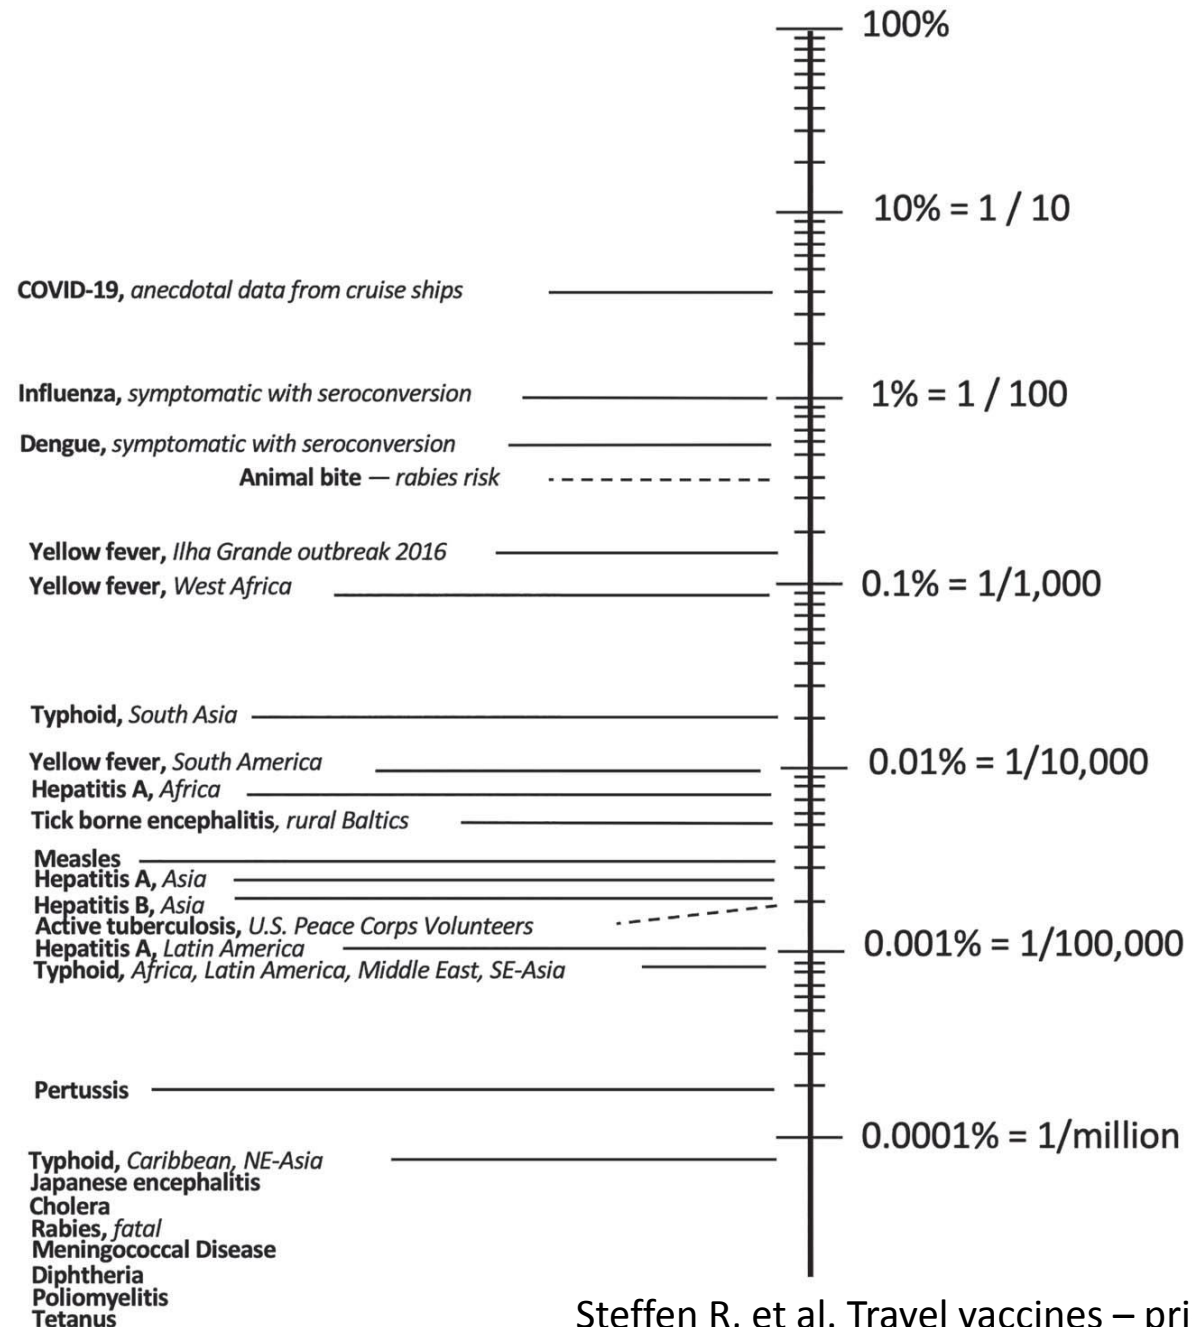 100%
10% = 1 / 10
COVID-19, anecdotal data from cruise ships
Influenza, symptomatic with seroconversion
1% = 1 / 100
Dengue, symptomatic with seroconversion
Animal bite — rabies risk
Yellow fever, Ilha Grande outbreak 2016
Yellow fever, West Africa
0.1% = 1/1,000
Typhoid, South Asia
Yellow fever, South America
0.01% = 1/10,000
Hepatitis A, Africa
Tick borne encephalitis, rural Baltics
Measles
Hepatitis A, Asia
Hepatitis B, Asia
Active tuberculosis, U.S. Peace Corps Volunteers
Hepatitis A, Latin America
0.001% = 1/100,000
Typhoid, Africa, Latin America, Middle East, SE-Asia
Pertussis
0.0001% = 1/million
Typhoid, Caribbean, NE-Asia
Japanese encephalitis
Cholera
Rabies, fatal
Meningococcal Disease
Diphtheria
Poliomyelitis
Tetanus
Steffen R. et al. Travel vaccines – pri